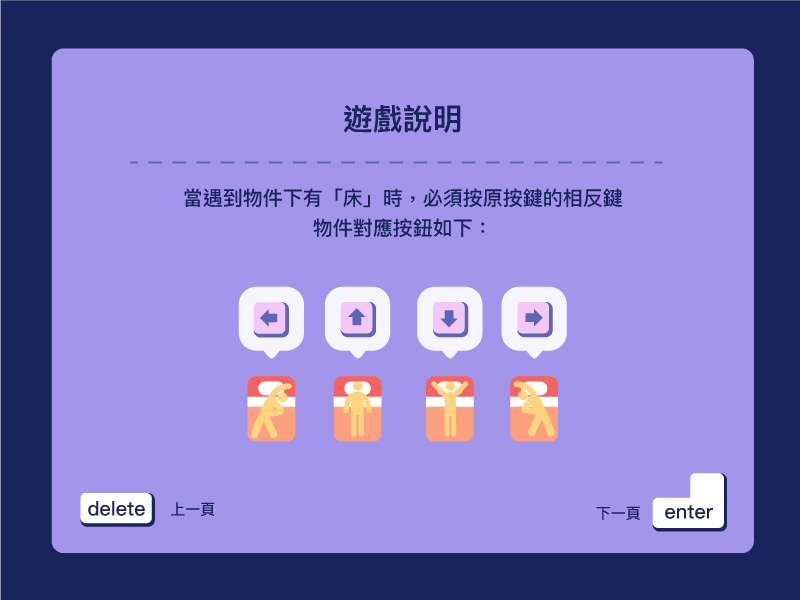 遊戲說明
當遇到物件下有「床」時，必須按原按鍵的相反鍵
物件對應按鈕如下：
delete 上一頁
下一頁 enter